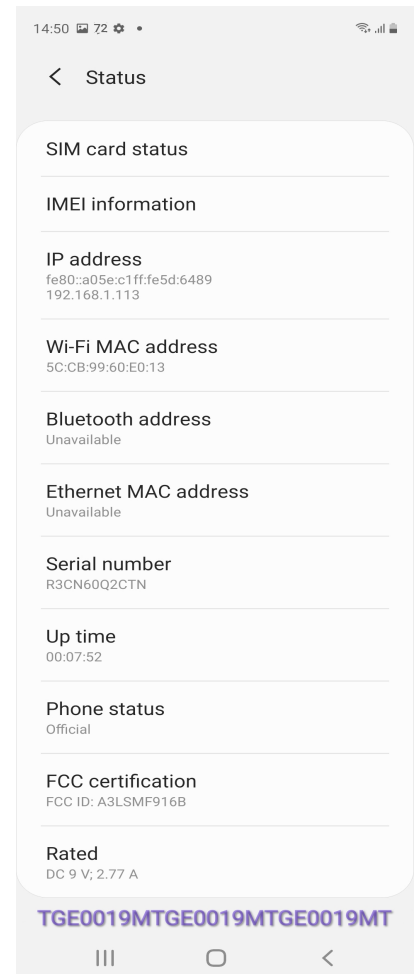 14:50 72
Status
SIM card status
IMEI information
IP address
fe80::a05e:c1ff:fe5d:6489
192.168.1.113
Wi-Fi MAC address
5C:CB:99:60:E0:13
Bluetooth address
Unavailable
Ethernet MAC address
Unavailable
Serial number
R3CN60Q2CTN
Up time
00:07:52
Phone status
Official
FCC certification
FCC ID: A3LSMF916B
Rated
DC 9 V; 2.77 A
TGE0019MTGE0019MTGE0019MT